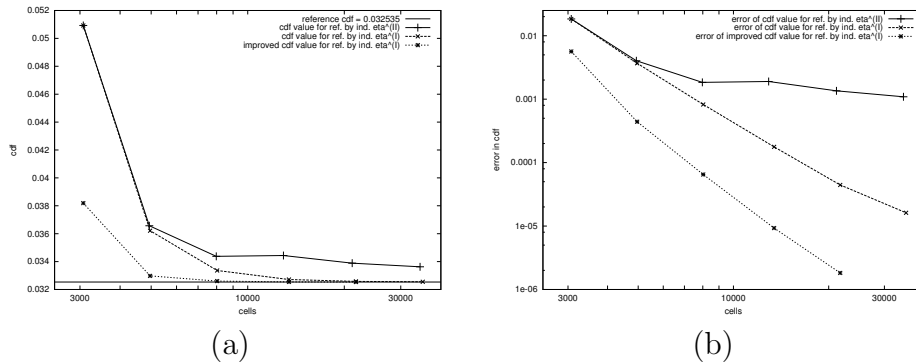 reference cdf = 0.032535
cdf value for ref. by ind. eta^(II)
cdf value for ref. by ind. eta^(I)
improved cdf value for ref. by ind. eta^(I)
0.052
0.05
0.048
0.046
0.044
0.042
0.04
0.038
0.036
0.034
0.032
cdf
3000
10000
30000
cells
(a)
error of cdf value for ref. by ind. eta^(II)
error of cdf value for ref. by ind. eta^(I)
error of improved cdf value for ref. by ind. eta^(I)
0.01
0.001
0.0001
1e-05
1e-06
error in cdf
3000
10000
30000
cells
(b)